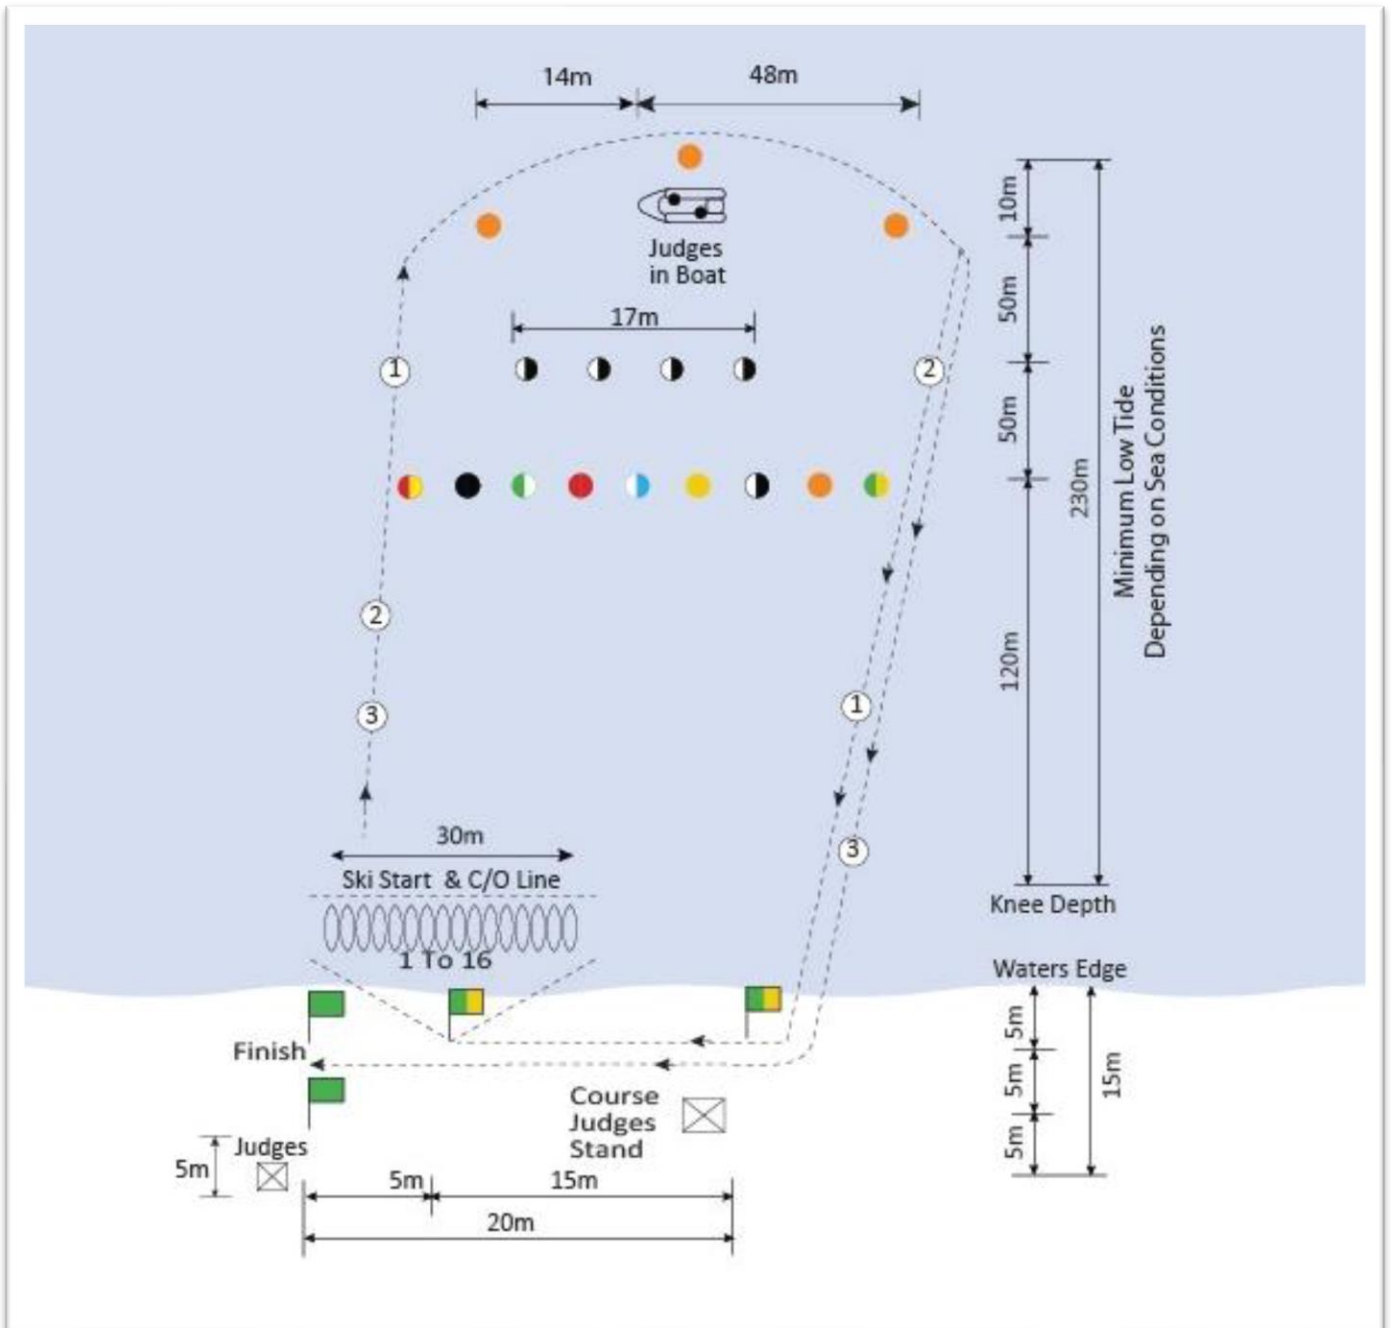 14m
48m
10m
Judges
in Boat
50m
17m
1
2
50m
230m
Minimum Low Tide
Depending on Sea Conditions
2
120m
1
3
30m
3
Ski Start & C/O Line
Knee Depth
1 To 16
Waters Edge
5m
Finish
5m
15m
Course
Judges
Stand
5m
Judges
5m
5m
15m
20m